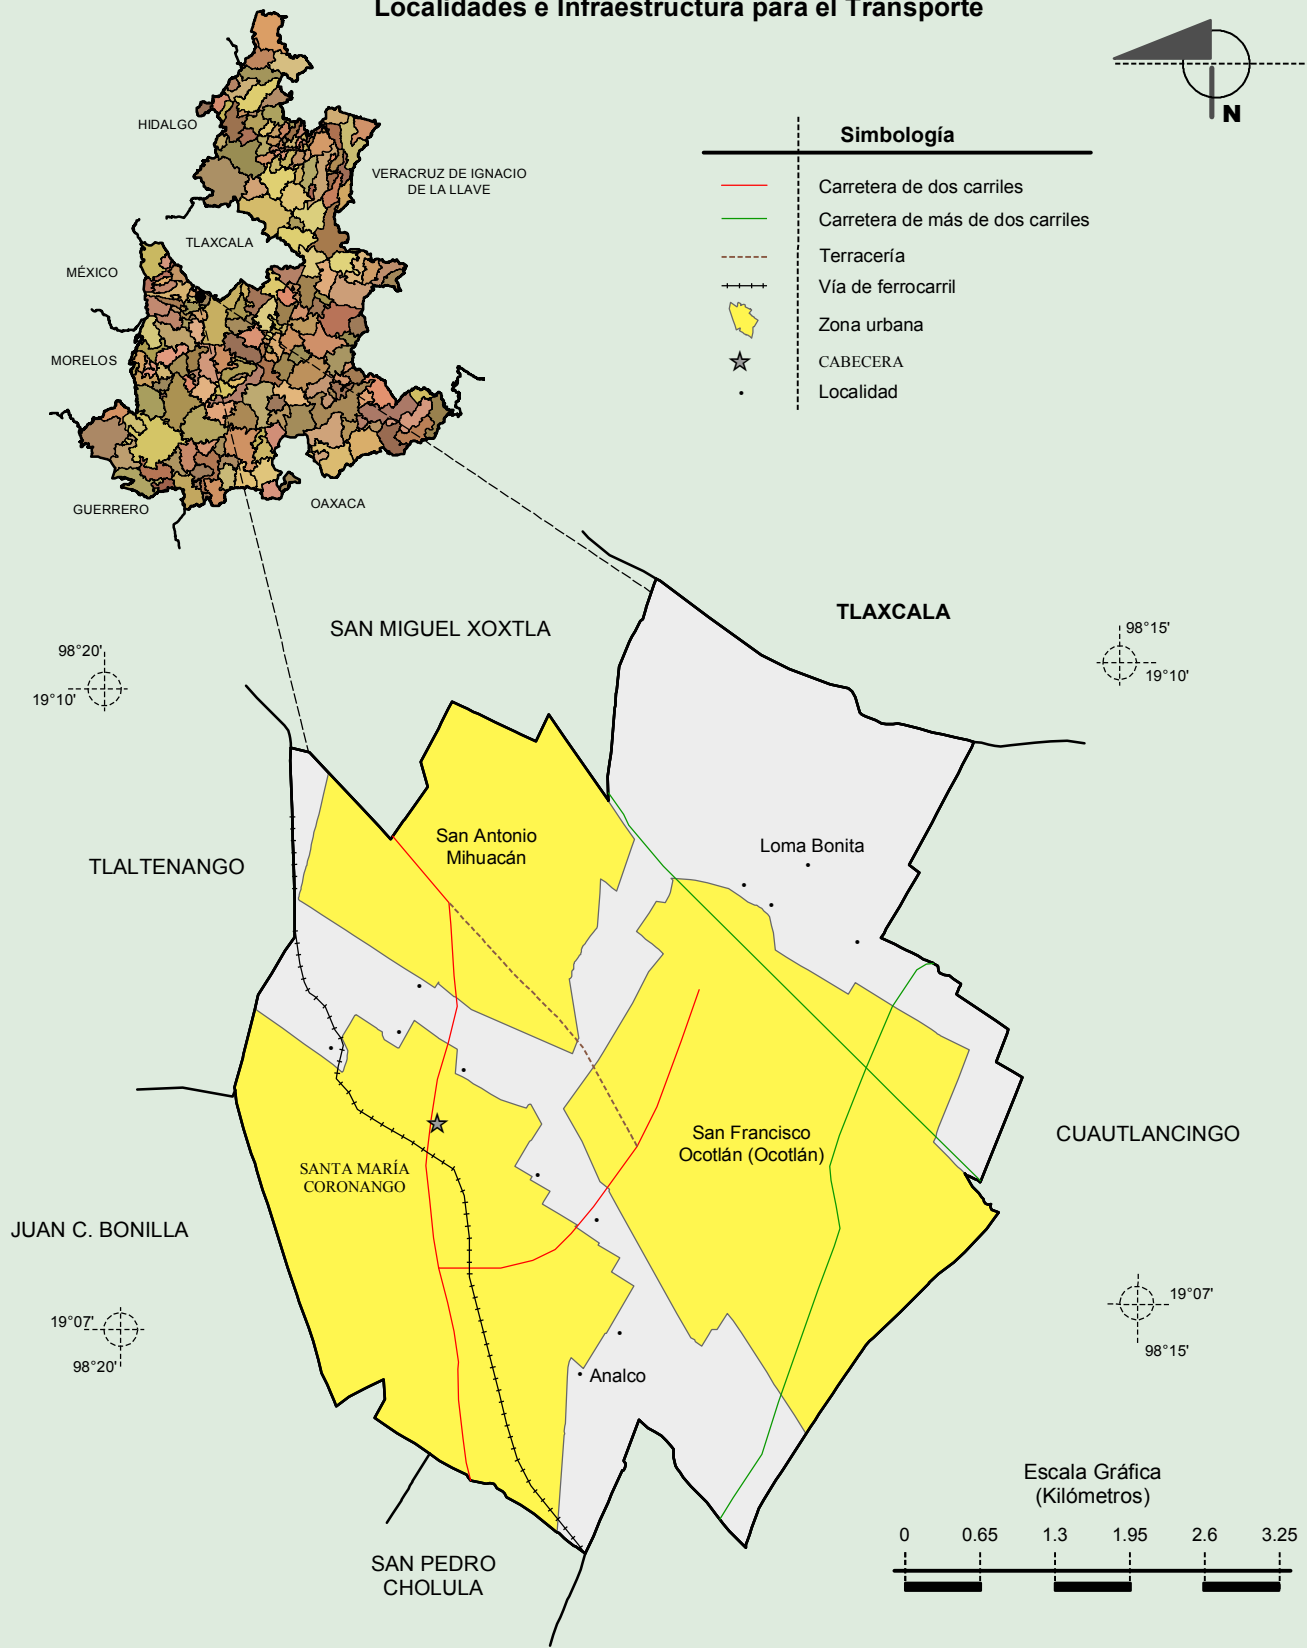 Localidades e Infraestructura para el Transporte
N
HIDALGO
VERACRUZ DE IGNACIO
DE LA LLAVE
TLAXCALA
MÉXICO
MORELOS
GUERRERO
OAXACA
Simbología
Carretera de dos carriles
Carretera de más de dos carriles
Terracería
Vía de ferrocarril
Zona urbana
CABECERA
Localidad
SAN MIGUEL XOXTLA
TLAXCALA
98°20'
19°10'
98°15'
19°10'
San Antonio
Mihuacán
Loma Bonita
TLALTENANGO
San Francisco
Ocotlán (Ocotlán)
CUAUTLANCINGO
SANTA MARÍA
CORONANGO
JUAN C. BONILLA
19°07'
98°20'
19°07'
98°15'
Analco
SAN PEDRO
CHOLULA
Escala Gráfica
(Kilómetros)
0 0.65 1.3 1.95 2.6 3.25